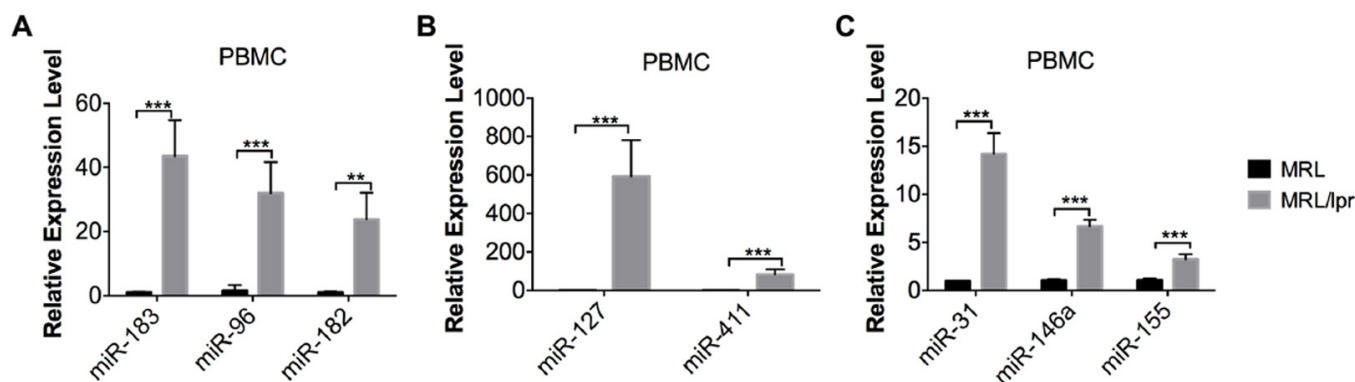 A
PBMC
Relative Expression Level
60
40
20
0
***
***
**
miR-183
miR-96
miR-182
B
PBMC
Relative Expression Level
1000
800
600
400
200
0
***
***
miR-127
miR-411
C
PBMC
Relative Expression Level
20
15
10
5
0
***
***
***
miR-31
miR-146a
miR-155
MRL
MRL/lpr